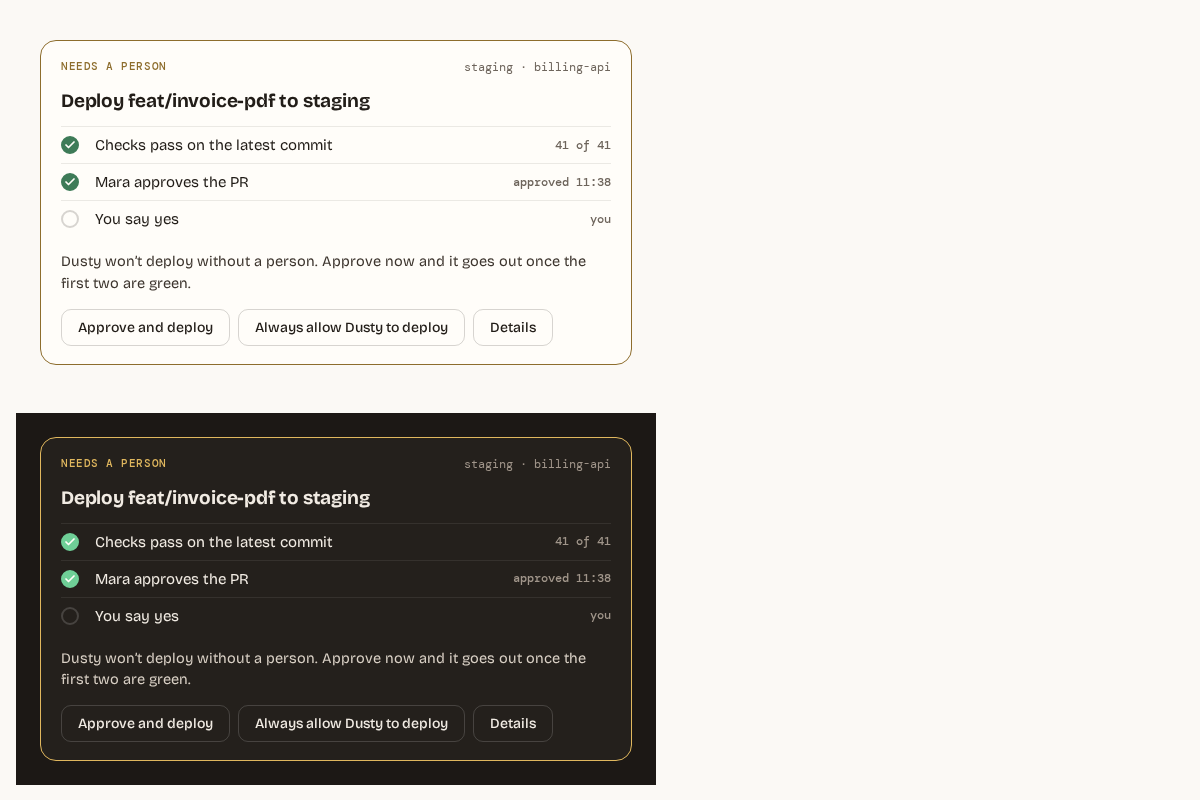 NEEDS A PERSON
staging · billing-api
Deploy feat/invoice-pdf to staging
Checks pass on the latest commit
41 of 41
Mara approves the PR
approved 11:38
You say yes
you
Dusty won’t deploy without a person. Approve now and it goes out once the
first two are green.
Approve and deploy
Always allow Dusty to deploy
Details
NEEDS A PERSON
staging · billing-api
Deploy feat/invoice-pdf to staging
Checks pass on the latest commit
41 of 41
Mara approves the PR
approved 11:38
You say yes
you
Dusty won’t deploy without a person. Approve now and it goes out once the
first two are green.
Approve and deploy
Always allow Dusty to deploy
Details